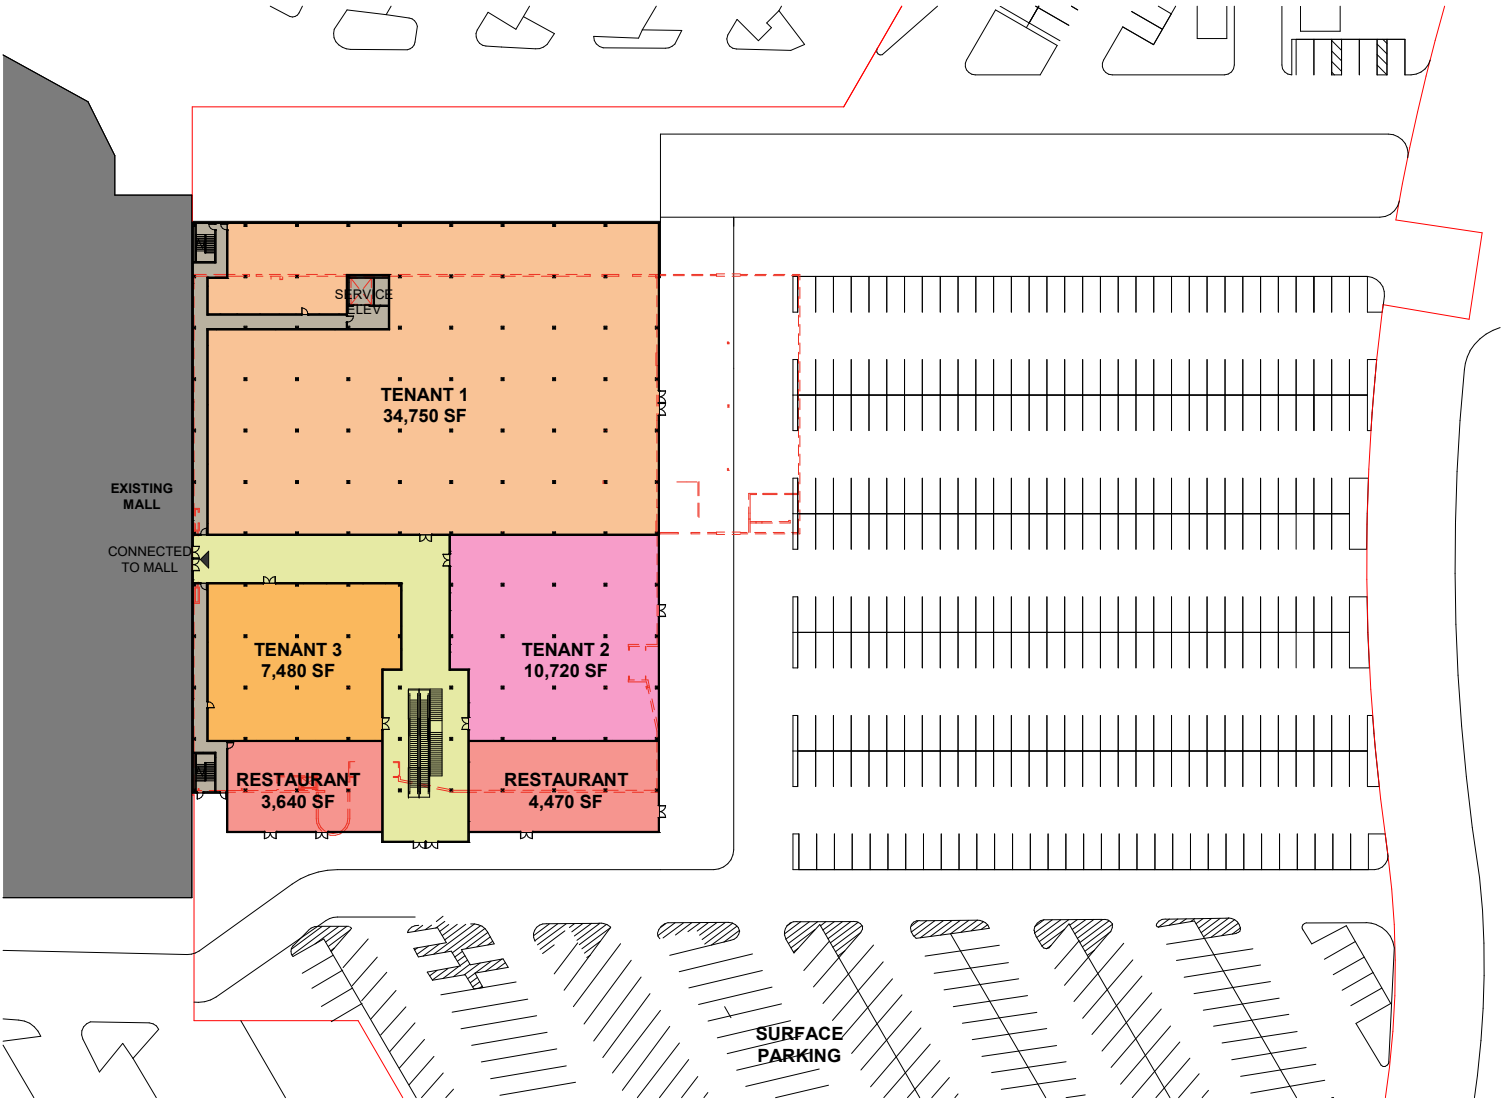 SERVICE
ELEV
TENANT 1
34,750 SF
EXISTING
MALL
CONNECTED
TO MALL
TENANT 3
7,480 SF
TENANT 2
10,720 SF
RESTAURANT
3,640 SF
RESTAURANT
4,470 SF
SURFACE
PARKING